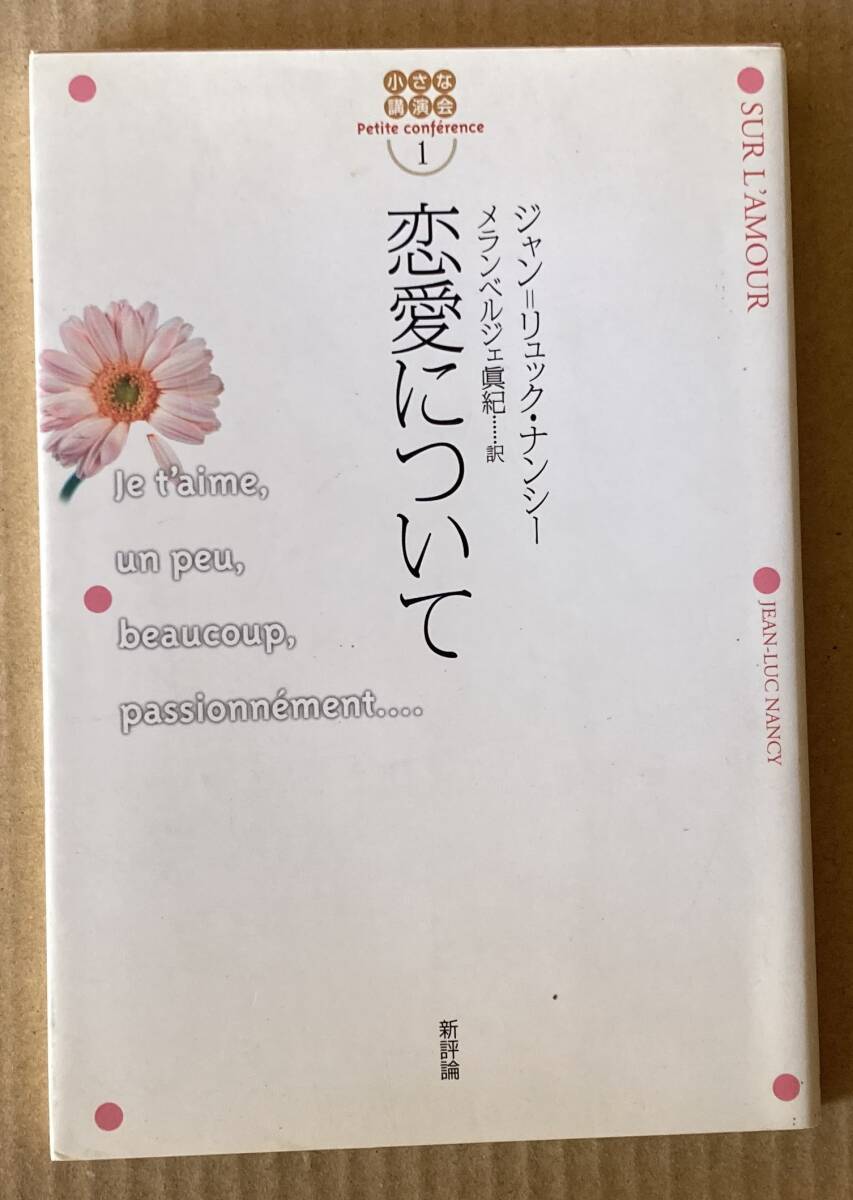 小さな
講演会
Petite conférence
1
SUR L'AMOUR
JEAN-LUC NANCY
ジャン=リュック・ナンシー
メランベルジェ眞紀……訳
恋愛について
Je t'aime,
un peu,
beaucoup,
passionnément....
新評論